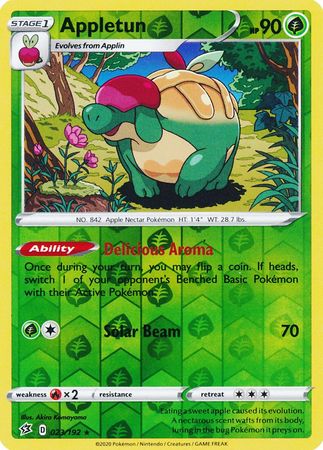 STAGE 1
Appletun
HP 90
Evolves from Applin
NO. 842 Apple Nectar Pokémon HT: 1'4" WT: 28.7 lbs.
Ability Delicious Aroma
Once during your turn, you may flip a coin. If heads,
switch 1 of your opponent's Benched Basic Pokémon
with their Active Pokémon.
Solar Beam 70
weakness ×2 resistance retreat
Illus. Akira Komayama
D 023/192 ★
Eating a sweet apple caused its evolution.
A nectarous scent wafts from its body,
luring in the bug Pokémon it preys on.
©2020 Pokémon / Nintendo / Creatures / GAME FREAK